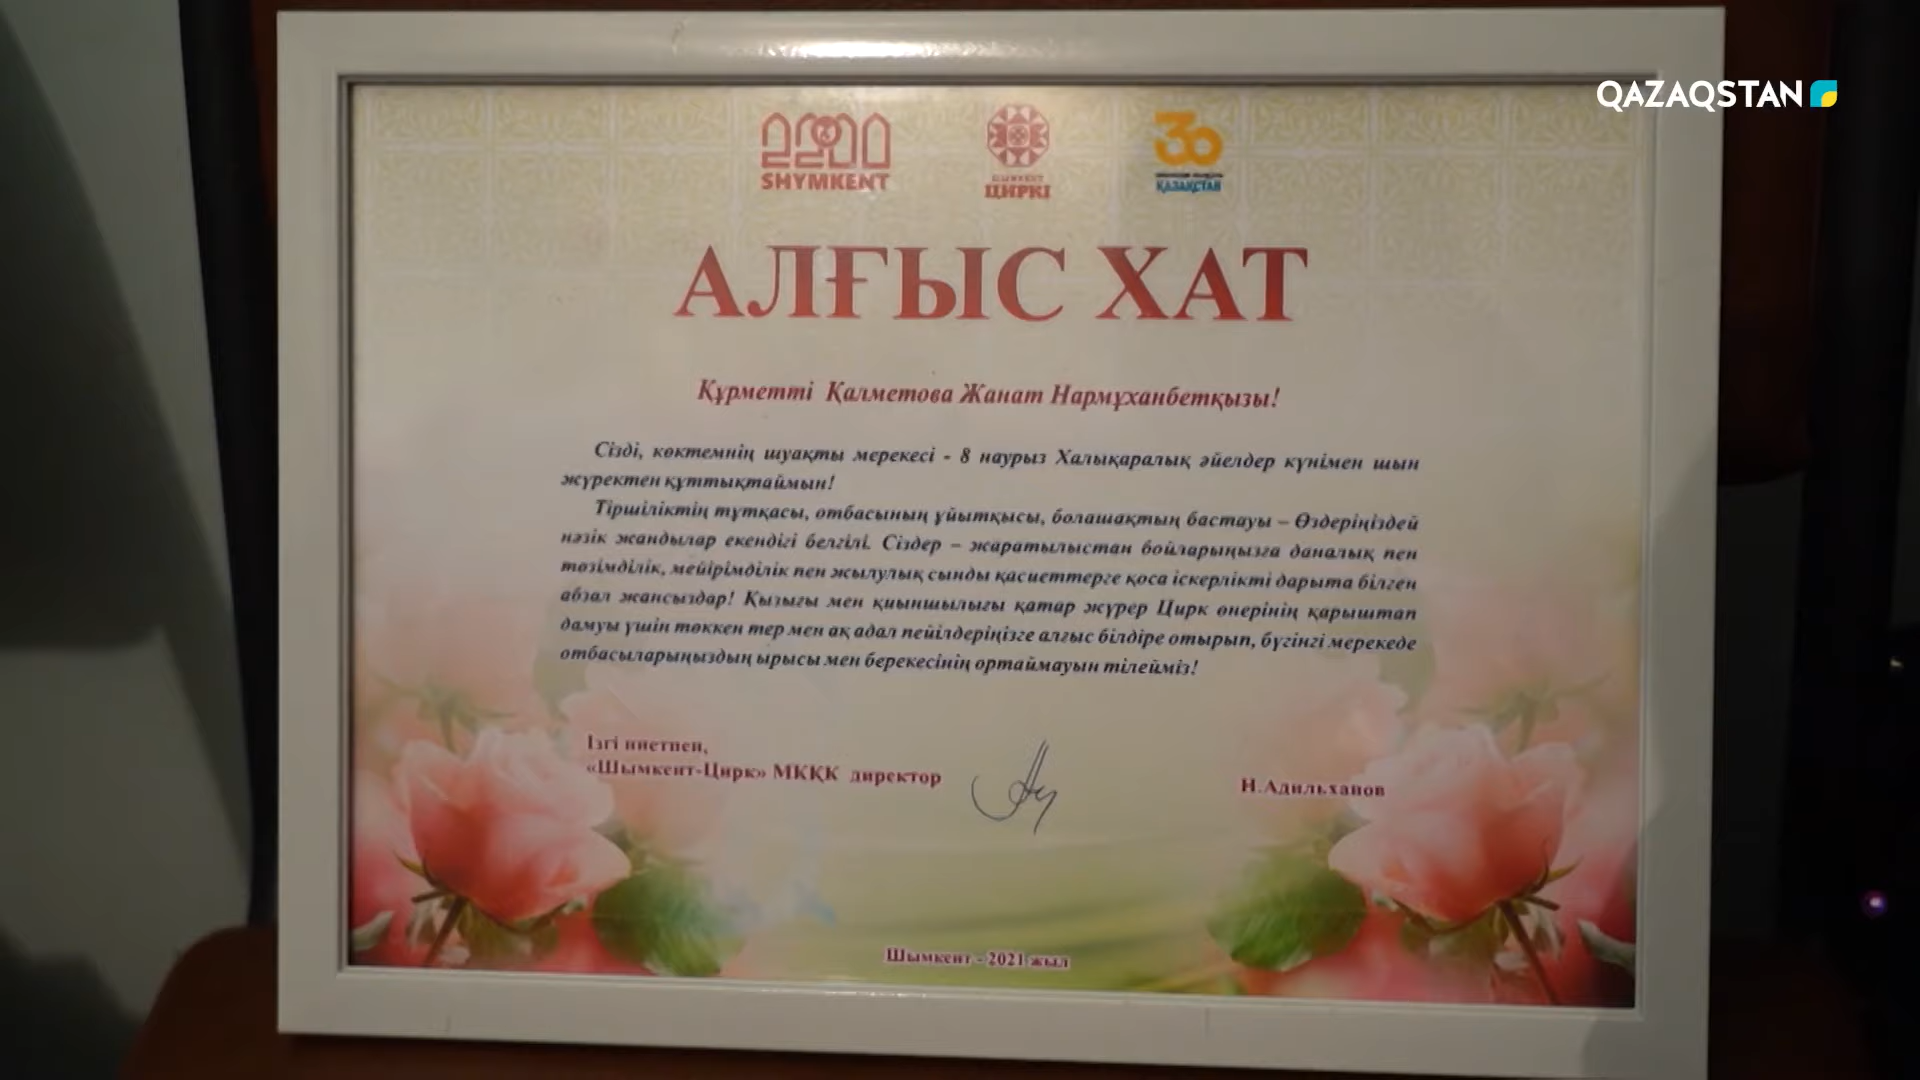 QAZAQSTAN
2200
SHYMKENT
ШЫМКЕНТ
ЦИРКІ
30
ҚАЗАҚСТАН
АЛҒЫС ХАТ
Құрметті Қалметова Жанат Нармұханбетқызы!
Сізді, көктемнің шуақты мерекесі - 8 наурыз Халықаралық әйелдер күнімен шын
жүректен құттықтаймын!
Тіршіліктің тұтқасы, отбасының ұйытқысы, болашақтың бастауы – Өздеріңіздей
нәзік жандылар екендігі белгілі. Сіздер – жаратылыстан бойларыңызға даналық пен
төзімділік, мейірімділік пен жылулық сынды қасиеттерге қоса іскерлікті дарыта білген
абзал жансыздар! Қызығы мен қиыншылығы қатар жүрер Цирк өнерінің қарыштап
дамуы үшін төккен тер мен ақ адал пейілдеріңізге алғыс білдіре отырып, бүгінгі мерекеде
отбасыларыңыздың ырысы мен берекесінің ортаймауын тілейміз!
Ізгі ниетпен,
«Шымкент-Цирк» МКҚК директор
Н.Адильханов
Шымкент - 2021 жыл